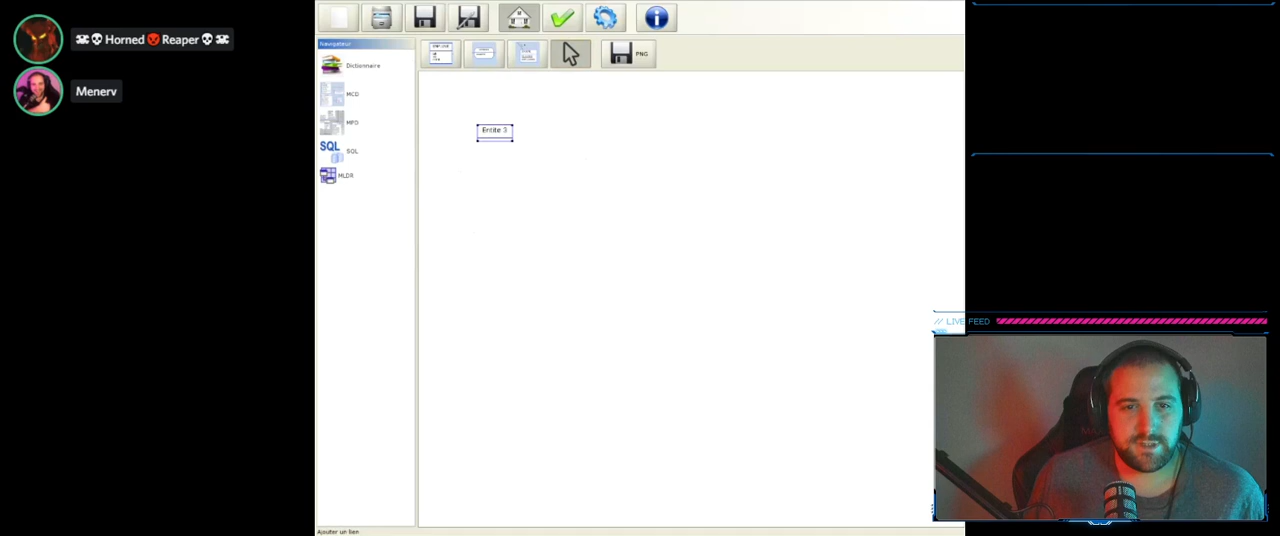 Horned Reaper
Menerv
PNG
Navigateur
Dictionnaire
MCD
MPD
SQL SQL
MLDR
Entite 3
// LIVE FEED
Ajouter un lien